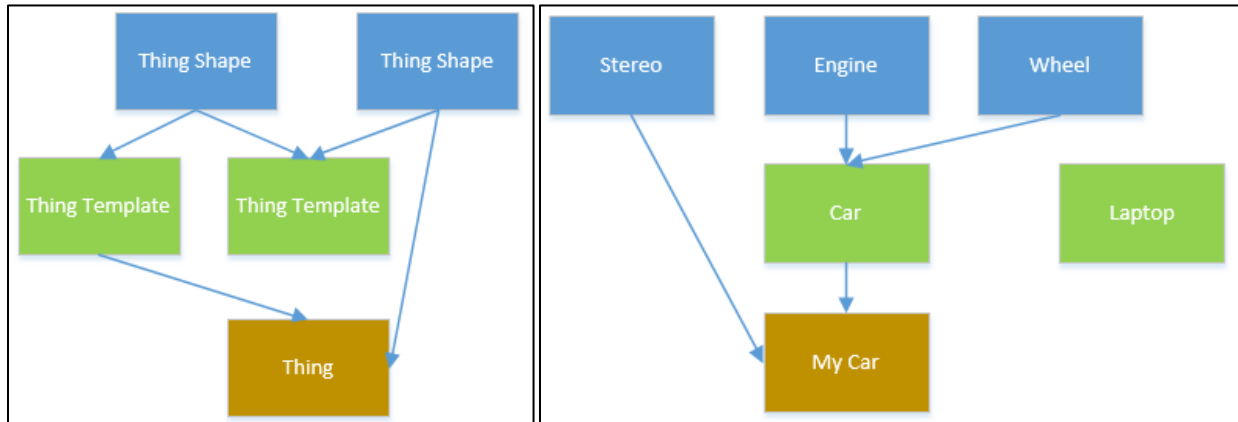 Thing Shape
Thing Shape
Thing Template
Thing Template
Thing
Stereo
Engine
Wheel
Car
Laptop
My Car